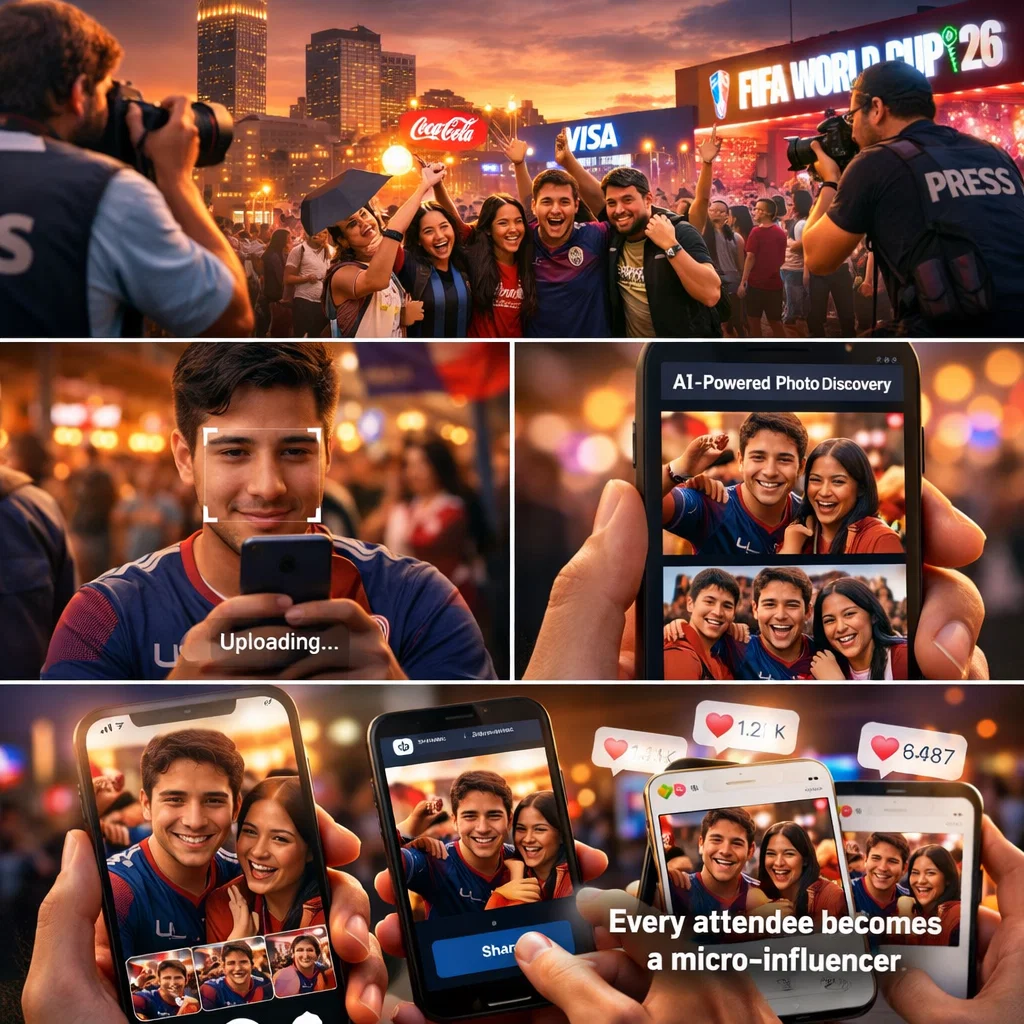 S
Coca-Cola
VISA
FIFA WORLD CUP 26
PRESS
Uploading...
AI-Powered Photo Discovery
1.2 K
6.487
Share
Every attendee becomes
a micro-influencer